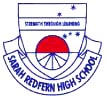 STRENGTH THROUGH LEARNING
SARAH REDFERN HIGH SCHOOL